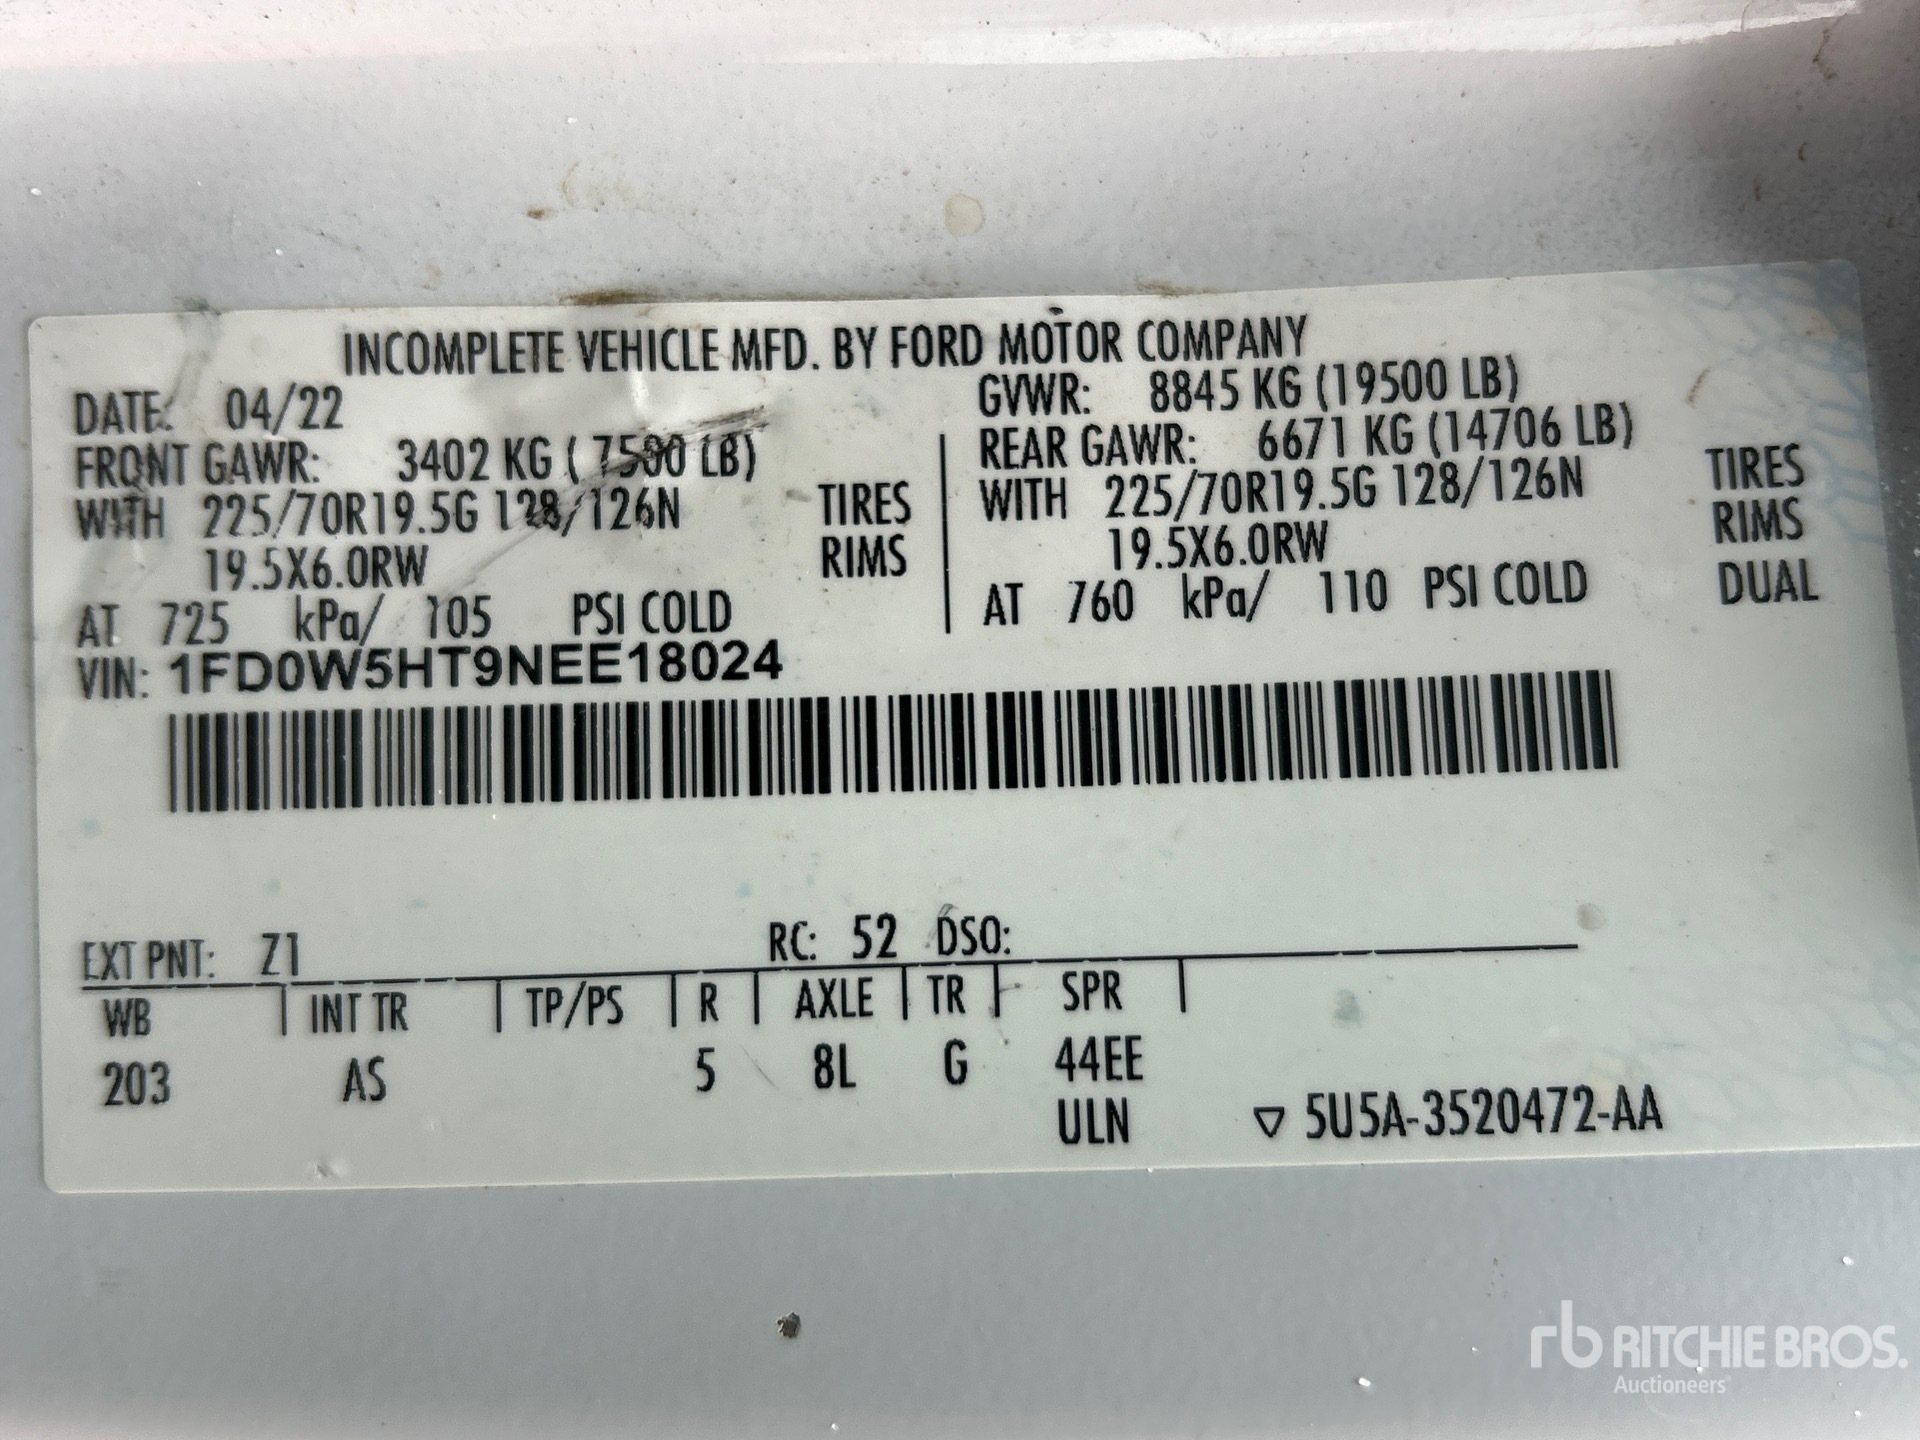 INCOMPLETE VEHICLE MFD. BY FORD MOTOR COMPANY
DATE: 04/22 GVWR: 8845 KG (19500 LB)
FRONT GAWR: 3402 KG ( 7500 LB) REAR GAWR: 6671 KG (14706 LB)
WITH 225/70R19.5G 128/126N TIRES WITH 225/70R19.5G 128/126N TIRES
19.5X6.0RW RIMS 19.5X6.0RW RIMS
AT 725 kPa/ 105 PSI COLD AT 760 kPa/ 110 PSI COLD DUAL
VIN: 1FD0W5HT9NEE18024
EXT PNT: Z1 RC: 52 DSO:
WB INT TR TP/PS R AXLE TR SPR
203 AS 5 8L G 44EE
ULN ▽ 5U5A-3520472-AA
rb RITCHIE BROS.
Auctioneers